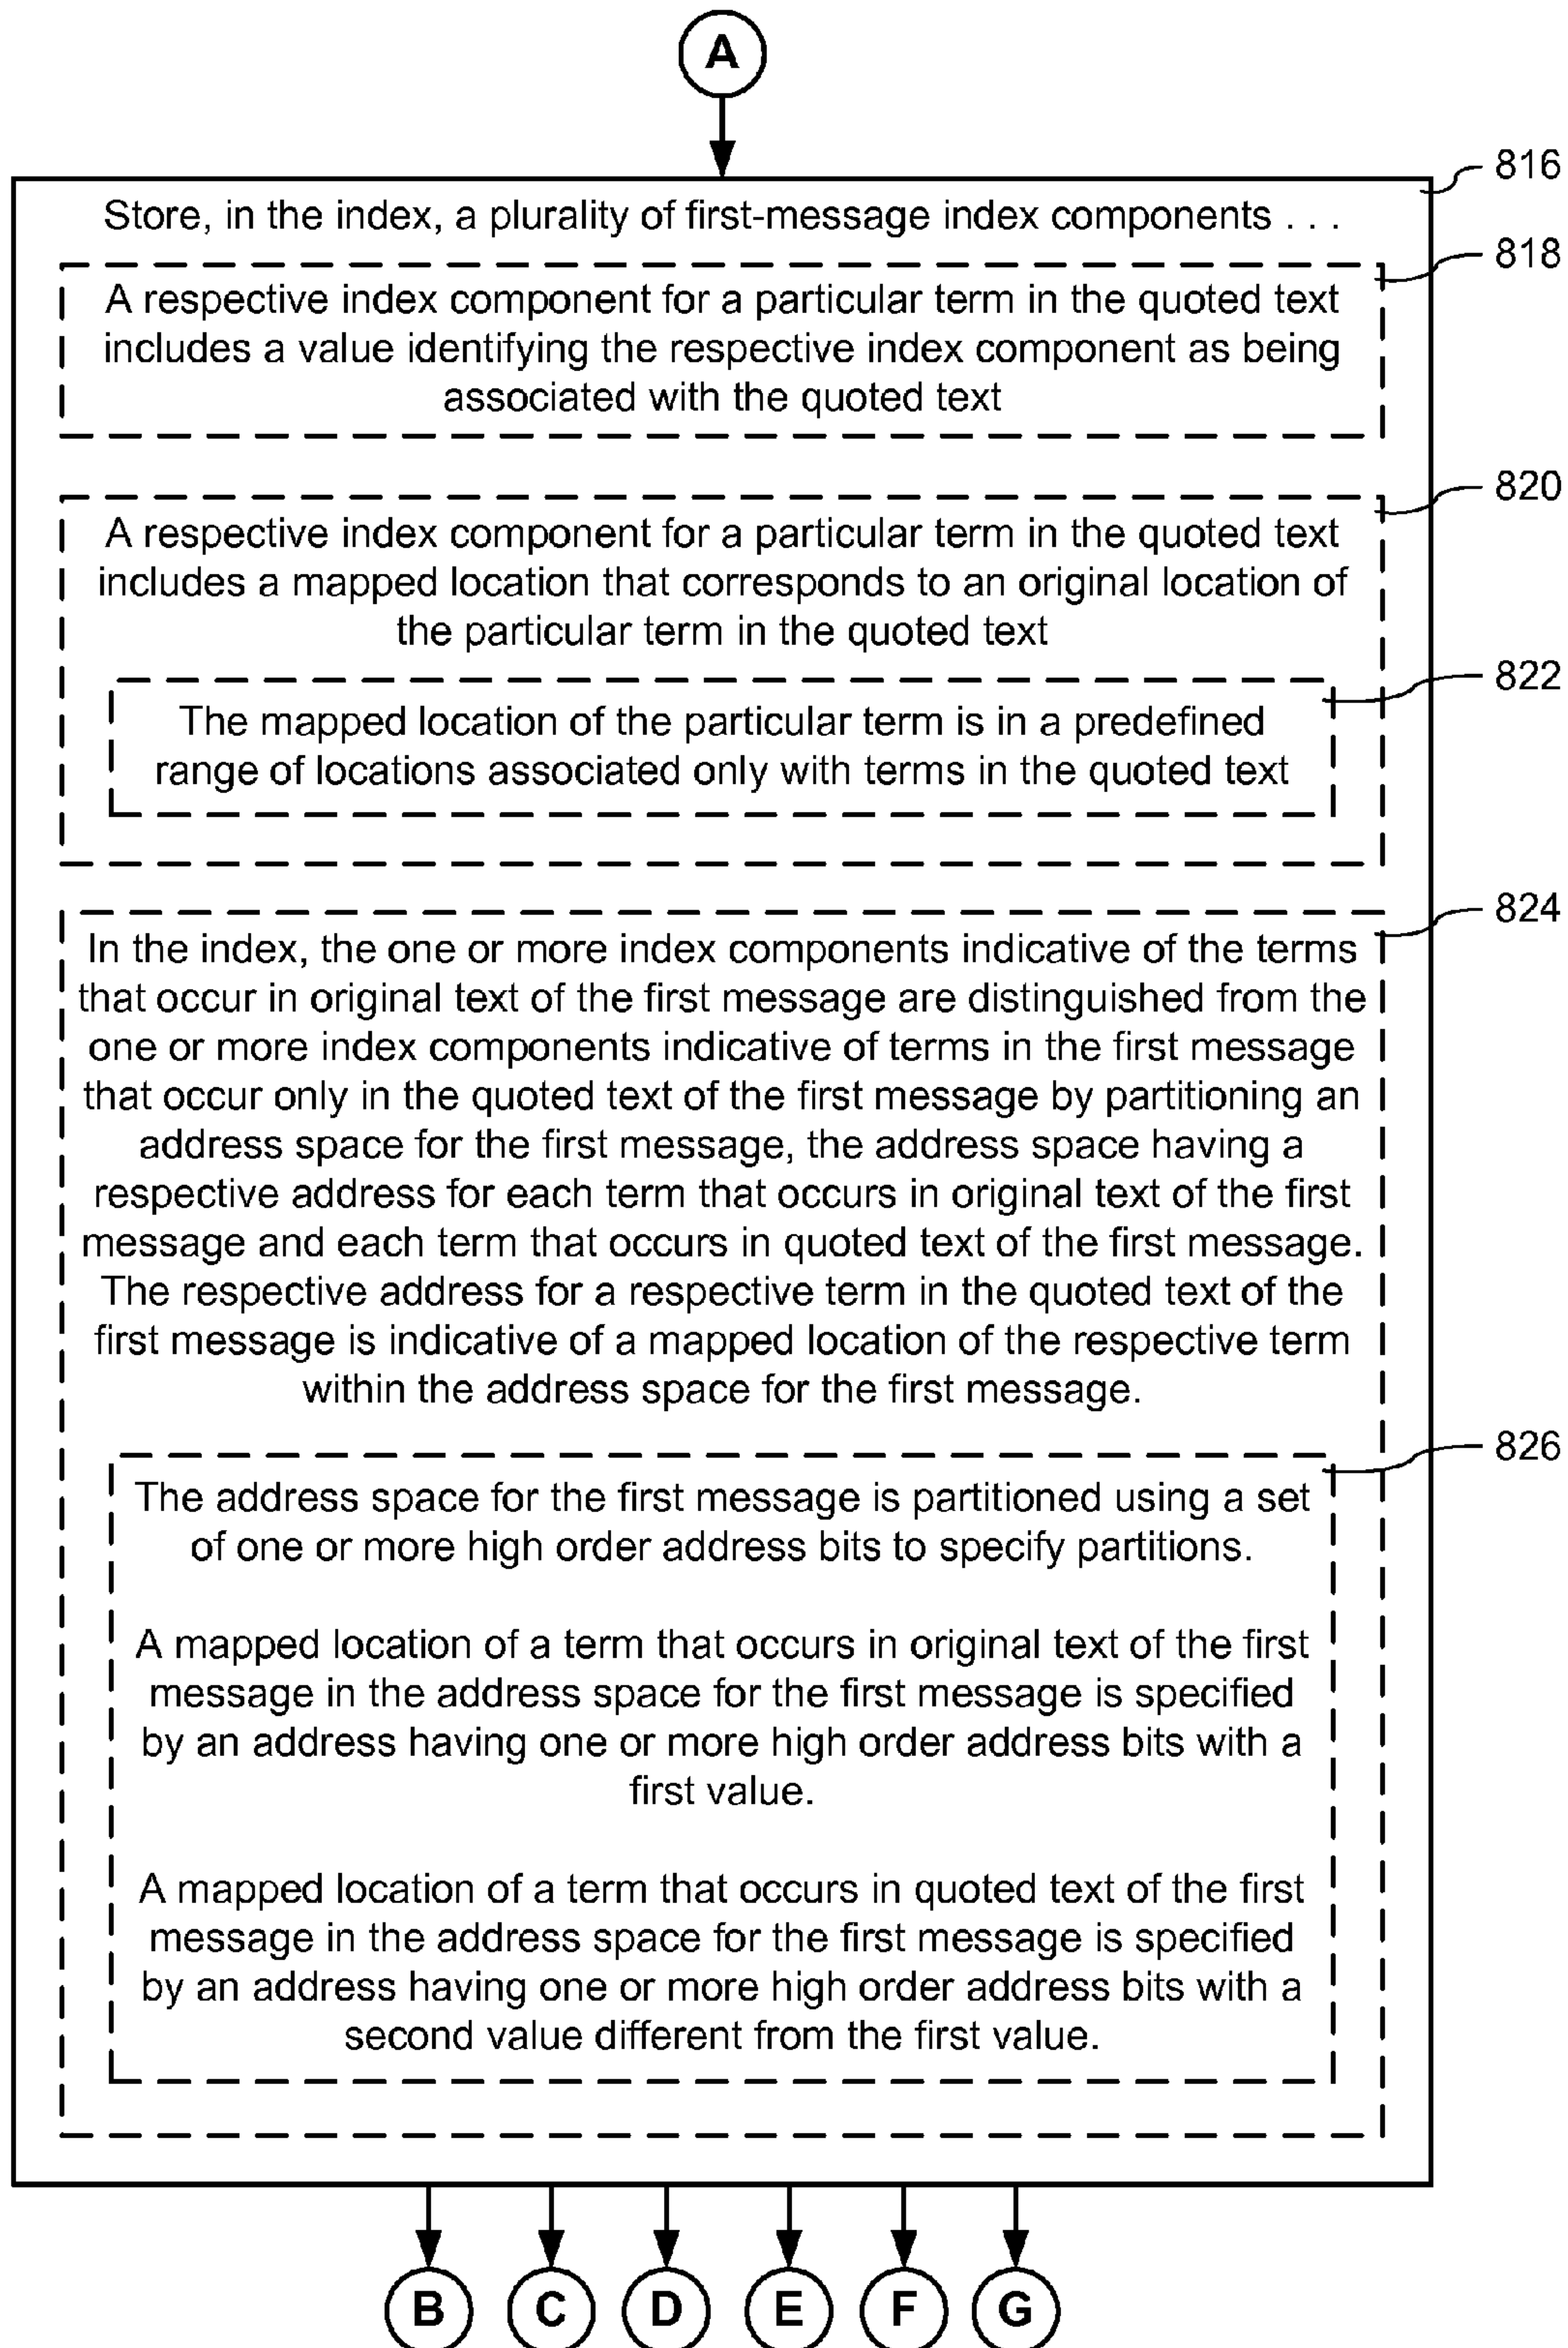 A
816
Store, in the index, a plurality of first-message index components . . .
818
A respective index component for a particular term in the quoted text
includes a value identifying the respective index component as being
associated with the quoted text
820
A respective index component for a particular term in the quoted text
includes a mapped location that corresponds to an original location of
the particular term in the quoted text
822
The mapped location of the particular term is in a predefined
range of locations associated only with terms in the quoted text
824
In the index, the one or more index components indicative of the terms
that occur in original text of the first message are distinguished from the
one or more index components indicative of terms in the first message
that occur only in the quoted text of the first message by partitioning an
address space for the first message, the address space having a
respective address for each term that occurs in original text of the first
message and each term that occurs in quoted text of the first message.
The respective address for a respective term in the quoted text of the
first message is indicative of a mapped location of the respective term
within the address space for the first message.
826
The address space for the first message is partitioned using a set
of one or more high order address bits to specify partitions.
A mapped location of a term that occurs in original text of the first
message in the address space for the first message is specified
by an address having one or more high order address bits with a
first value.
A mapped location of a term that occurs in quoted text of the first
message in the address space for the first message is specified
by an address having one or more high order address bits with a
second value different from the first value.
B C D E F G